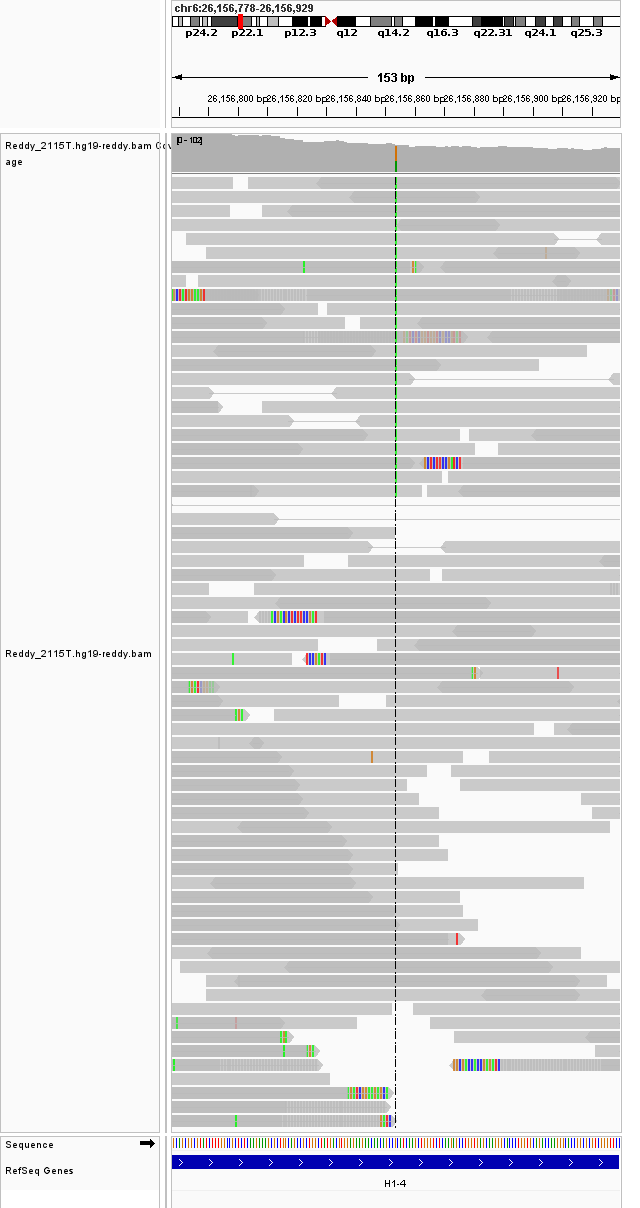 chr6:26,156,778-26,156,929
p24.2 p22.1 p12.3 q12 q14.2 q16.3 q22.31 q24.1 q25.3
153 bp
26,156,800 bp 26,156,820 bp 26,156,840 bp 26,156,860 bp 26,156,880 bp 26,156,900 bp 26,156,920 bp
[0 - 102]
Reddy_2115T.hg19-reddy.bam Cov
age
Reddy_2115T.hg19-reddy.bam
Sequence
RefSeq Genes
H1-4